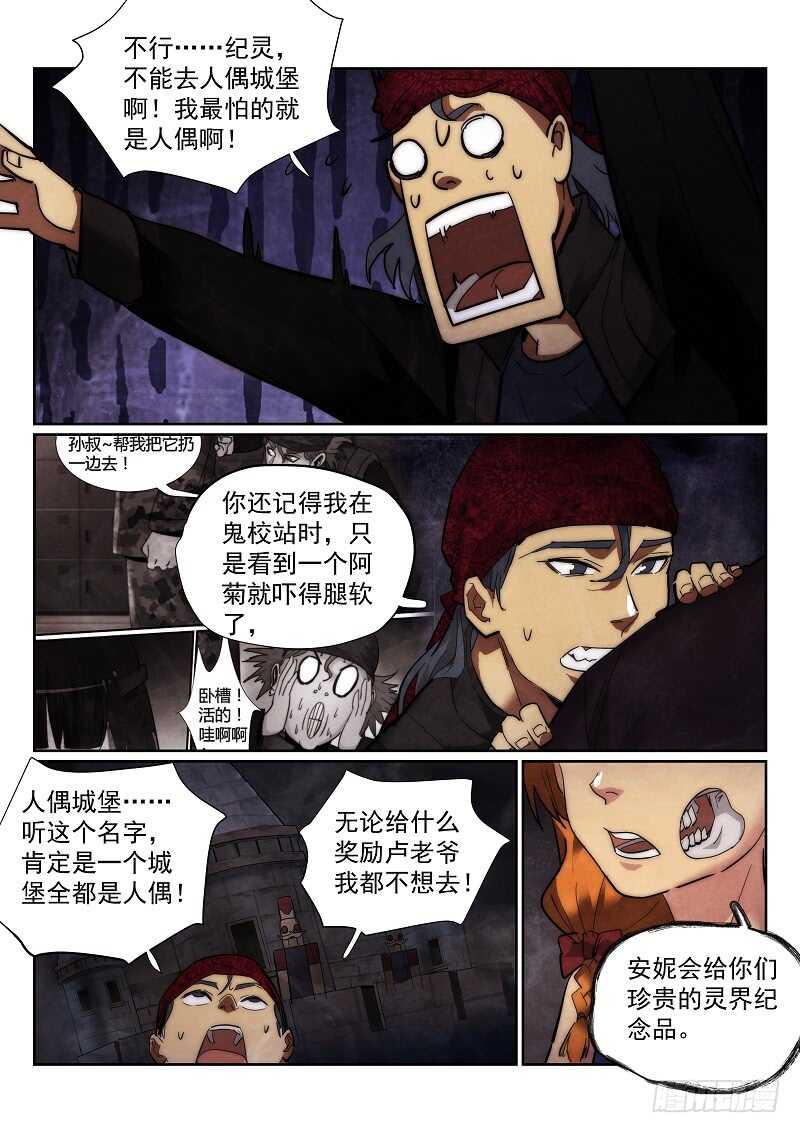 不行……纪灵，
不能去人偶城堡
啊！我最怕的就
是人偶啊！
孙叔~帮我把它扔
一边去！
你还记得我在
鬼校站时，只
是看到一个阿
菊就吓得腿软
了，
卧槽！
活的！
哇啊啊
人偶城堡……
听这个名字，
肯定是一个城
堡全都是人偶！
无论给什么
奖励卢老爷
我都不想去！
安妮会给你们
珍贵的灵界纪
念品。